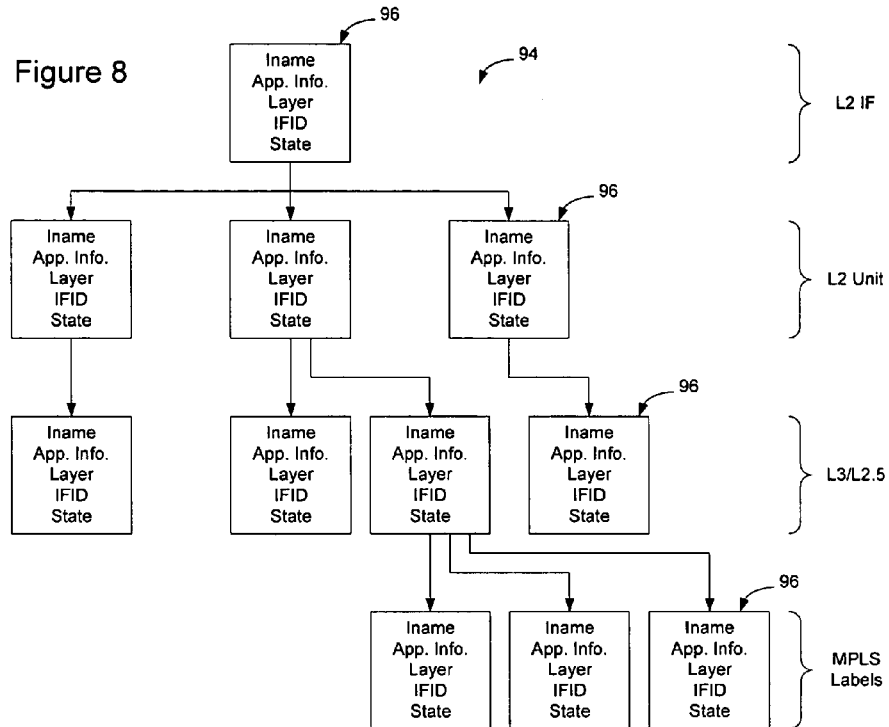 Figure 8
96
94
Iname
App. Info.
Layer
IFID
State
L2 IF
96
Iname
App. Info.
Layer
IFID
State
Iname
App. Info.
Layer
IFID
State
Iname
App. Info.
Layer
IFID
State
L2 Unit
96
Iname
App. Info.
Layer
IFID
State
Iname
App. Info.
Layer
IFID
State
Iname
App. Info.
Layer
IFID
State
Iname
App. Info.
Layer
IFID
State
L3/L2.5
96
Iname
App. Info.
Layer
IFID
State
Iname
App. Info.
Layer
IFID
State
Iname
App. Info.
Layer
IFID
State
MPLS
Labels